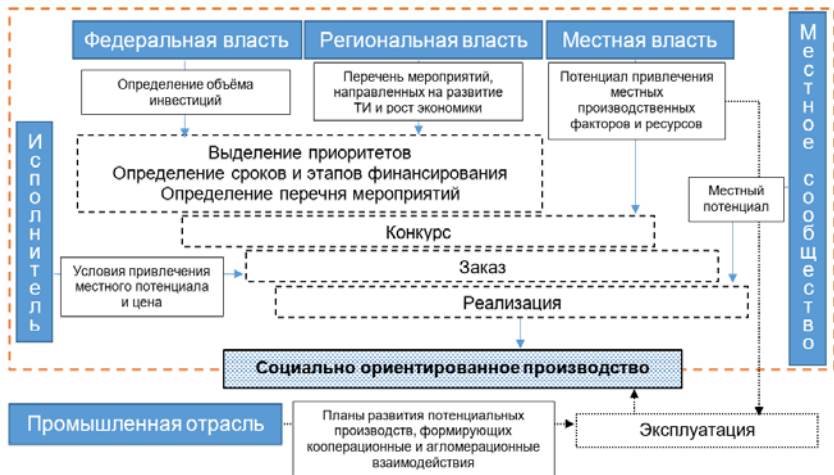 Федеральная власть
Региональная власть
Местная власть
Местное сообщество
Определение объёма
инвестиций
Перечень мероприятий,
направленных на развитие
ТИ и рост экономики
Потенциал привлечения
местных
производственных
факторов и ресурсов
Исполнитель
Выделение приоритетов
Определение сроков и этапов финансирования
Определение перечня мероприятий
Местный
потенциал
Конкурс
Условия привлечения
местного потенциала
и цена
Заказ
Реализация
Социально ориентированное производство
Промышленная отрасль
Планы развития потенциальных
производств, формирующих
кооперационные и агломерационные
взаимодействия
Эксплуатация